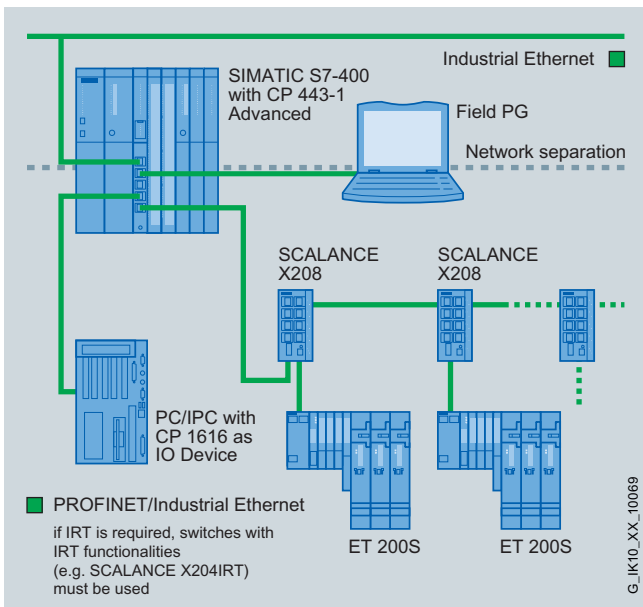 Industrial Ethernet
SIMATIC S7-400
with CP 443-1
Advanced
Field PG
Network separation
SCALANCE
X208
SCALANCE
X208
PC/IPC with
CP 1616 as
IO Device
PROFINET/Industrial Ethernet
if IRT is required, switches with
IRT functionalities
(e.g. SCALANCE X204IRT)
must be used
ET 200S
ET 200S
G_IK10_XX_10069